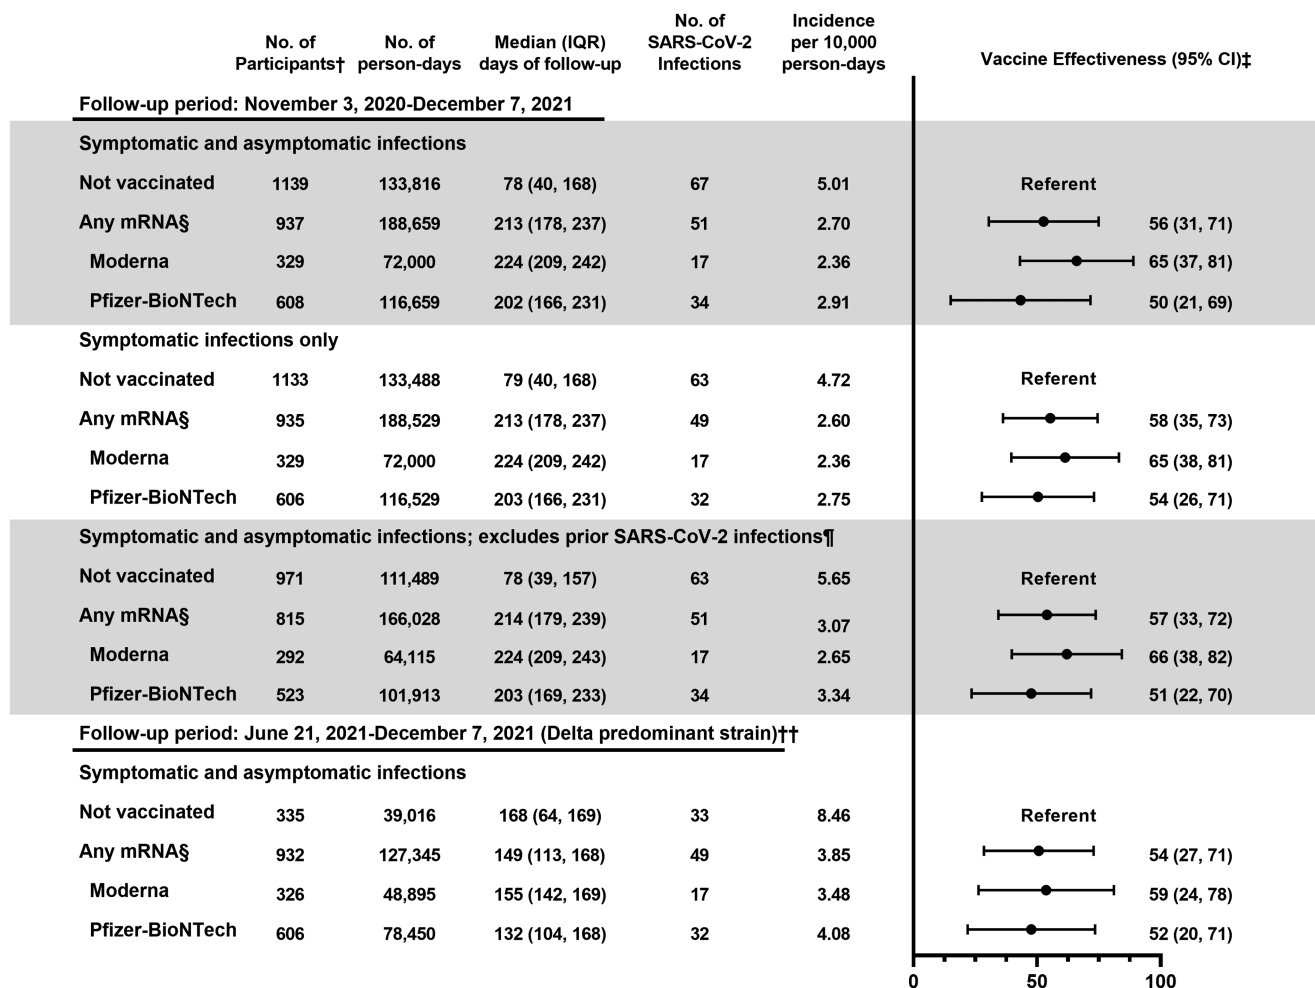 No. of Participants† No. of person-days Median (IQR) days of follow-up No. of SARS-CoV-2 Infections Incidence per 10,000 person-days Vaccine Effectiveness (95% CI)‡
Follow-up period: November 3, 2020-December 7, 2021
Symptomatic and asymptomatic infections
Not vaccinated 1139 133,816 78 (40, 168) 67 5.01 Referent
Any mRNA§ 937 188,659 213 (178, 237) 51 2.70 56 (31, 71)
Moderna 329 72,000 224 (209, 242) 17 2.36 65 (37, 81)
Pfizer-BioNTech 608 116,659 202 (166, 231) 34 2.91 50 (21, 69)
Symptomatic infections only
Not vaccinated 1133 133,488 79 (40, 168) 63 4.72 Referent
Any mRNA§ 935 188,529 213 (178, 237) 49 2.60 58 (35, 73)
Moderna 329 72,000 224 (209, 242) 17 2.36 65 (38, 81)
Pfizer-BioNTech 606 116,529 203 (166, 231) 32 2.75 54 (26, 71)
Symptomatic and asymptomatic infections; excludes prior SARS-CoV-2 infections¶
Not vaccinated 971 111,489 78 (39, 157) 63 5.65 Referent
Any mRNA§ 815 166,028 214 (179, 239) 51 3.07 57 (33, 72)
Moderna 292 64,115 224 (209, 243) 17 2.65 66 (38, 82)
Pfizer-BioNTech 523 101,913 203 (169, 233) 34 3.34 51 (22, 70)
Follow-up period: June 21, 2021-December 7, 2021 (Delta predominant strain)††
Symptomatic and asymptomatic infections
Not vaccinated 335 39,016 168 (64, 169) 33 8.46 Referent
Any mRNA§ 932 127,345 149 (113, 168) 49 3.85 54 (27, 71)
Moderna 326 48,895 155 (142, 169) 17 3.48 59 (24, 78)
Pfizer-BioNTech 606 78,450 132 (104, 168) 32 4.08 52 (20, 71)
0 50 100